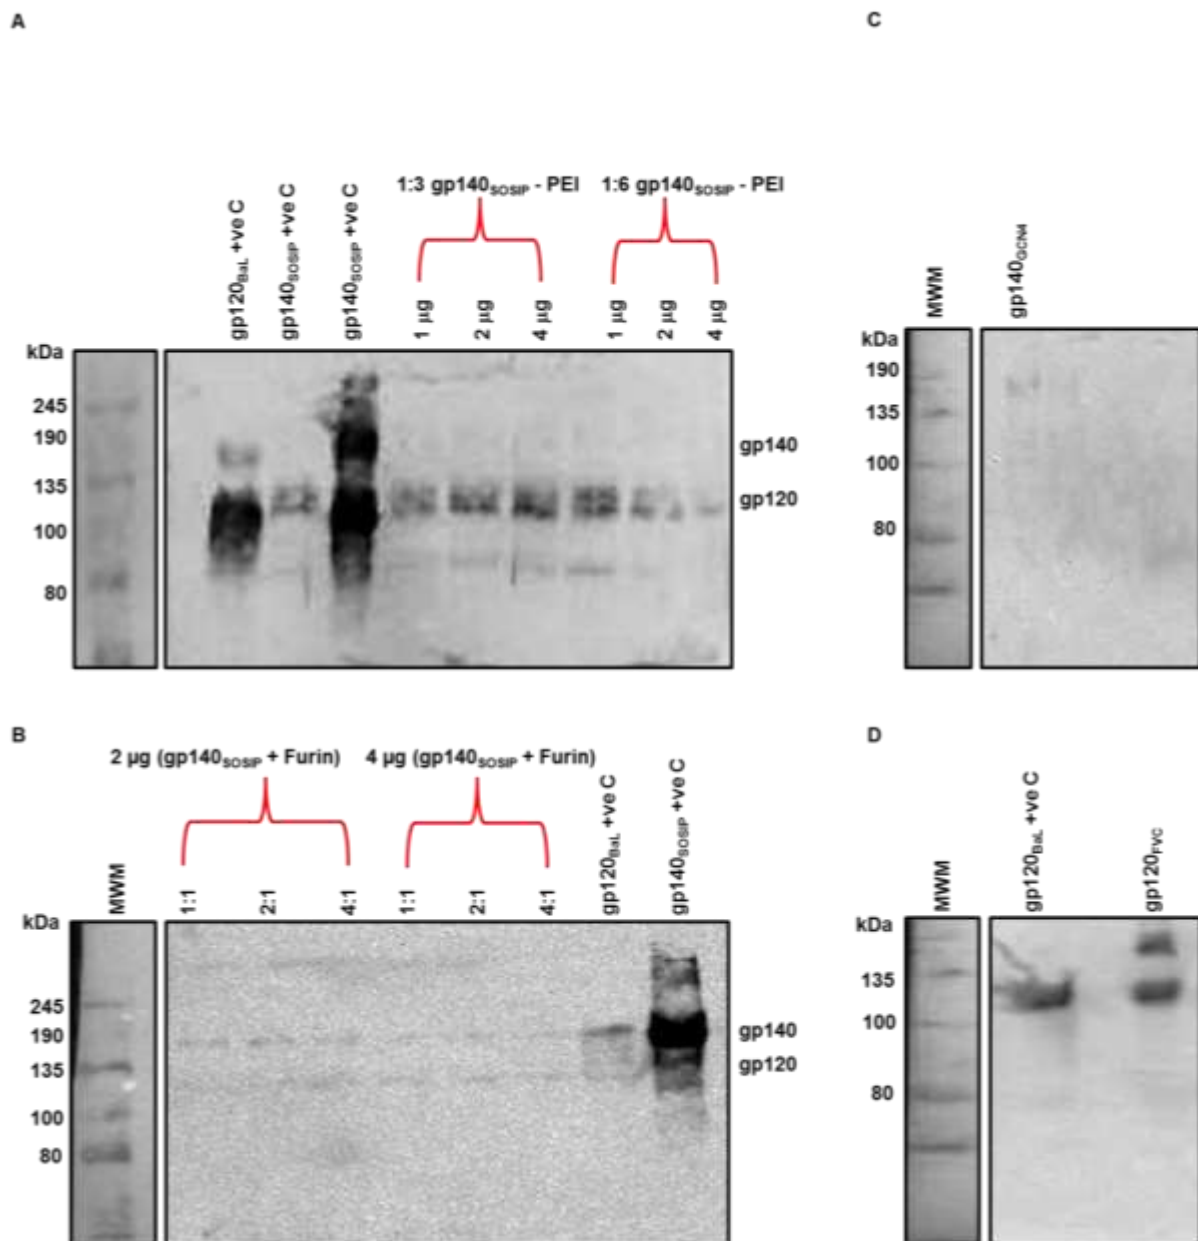 A
gp120BaL +ve C
gp140SOSIP +ve C
gp140SOSIP +ve C
1:3 gp140SOSIP - PEI
1:6 gp140SOSIP - PEI
1 µg
2 µg
4 µg
1 µg
2 µg
4 µg
kDa
245
190
135
100
80
gp140
gp120
C
MWM
gp140GCN4
kDa
190
135
100
80
B
2 µg (gp140SOSIP + Furin)
4 µg (gp140SOSIP + Furin)
MWM
1:1
2:1
4:1
1:1
2:1
4:1
gp120BaL +ve C
gp140SOSIP +ve C
kDa
245
190
135
100
80
gp140
gp120
D
MWM
gp120BaL +ve C
gp120FVC
kDa
135
100
80